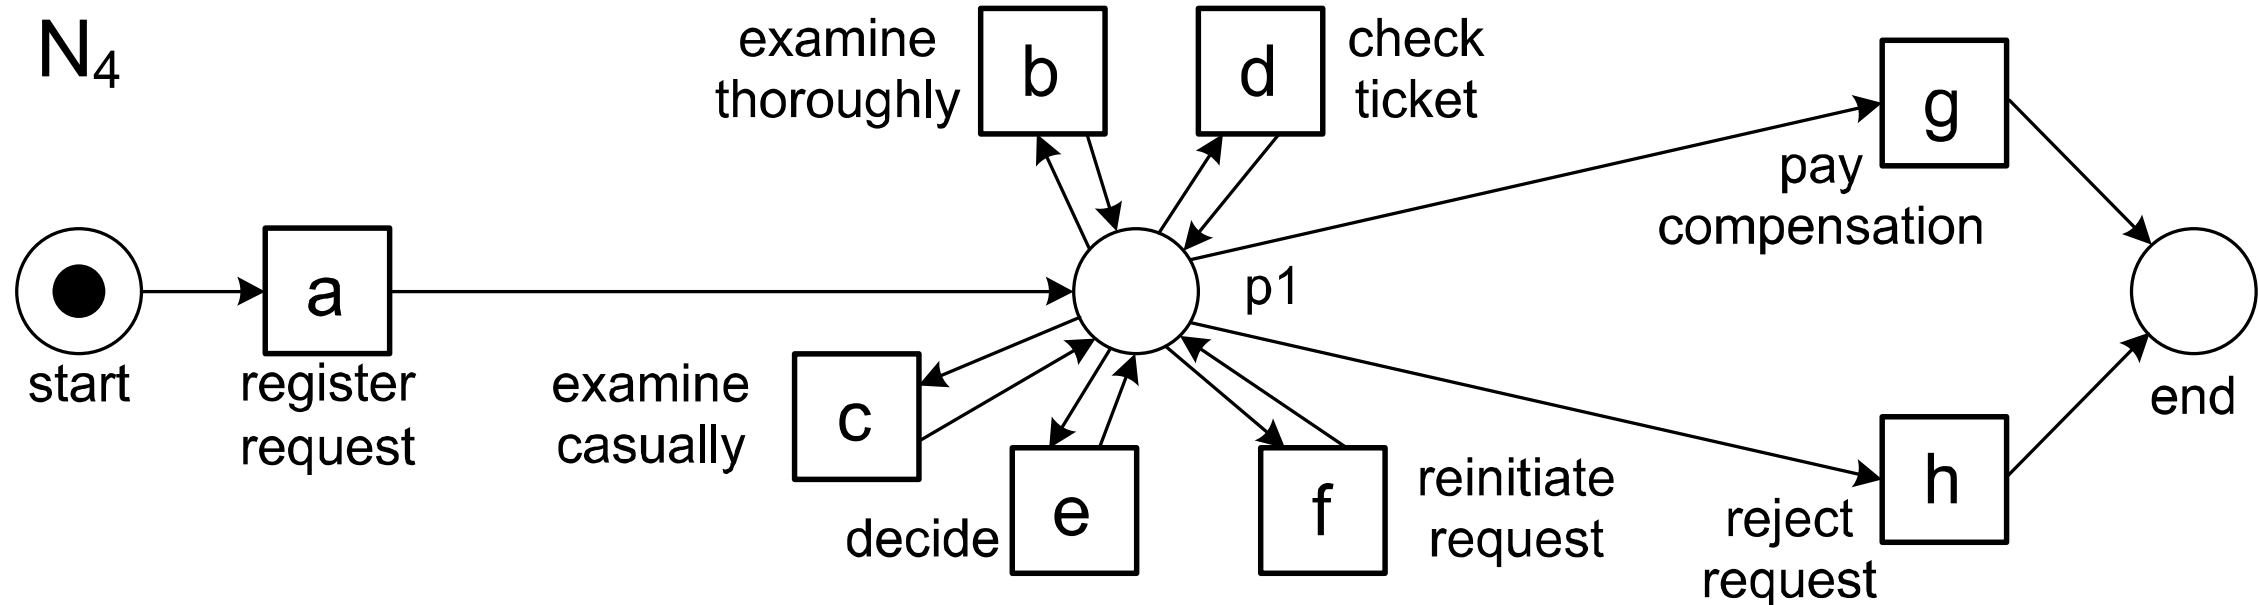 N₄
examine
thoroughly
b
d
check
ticket
g
pay
compensation
start
a
register
request
p1
end
examine
casually
c
decide
e
f
reinitiate
request
reject
request
h